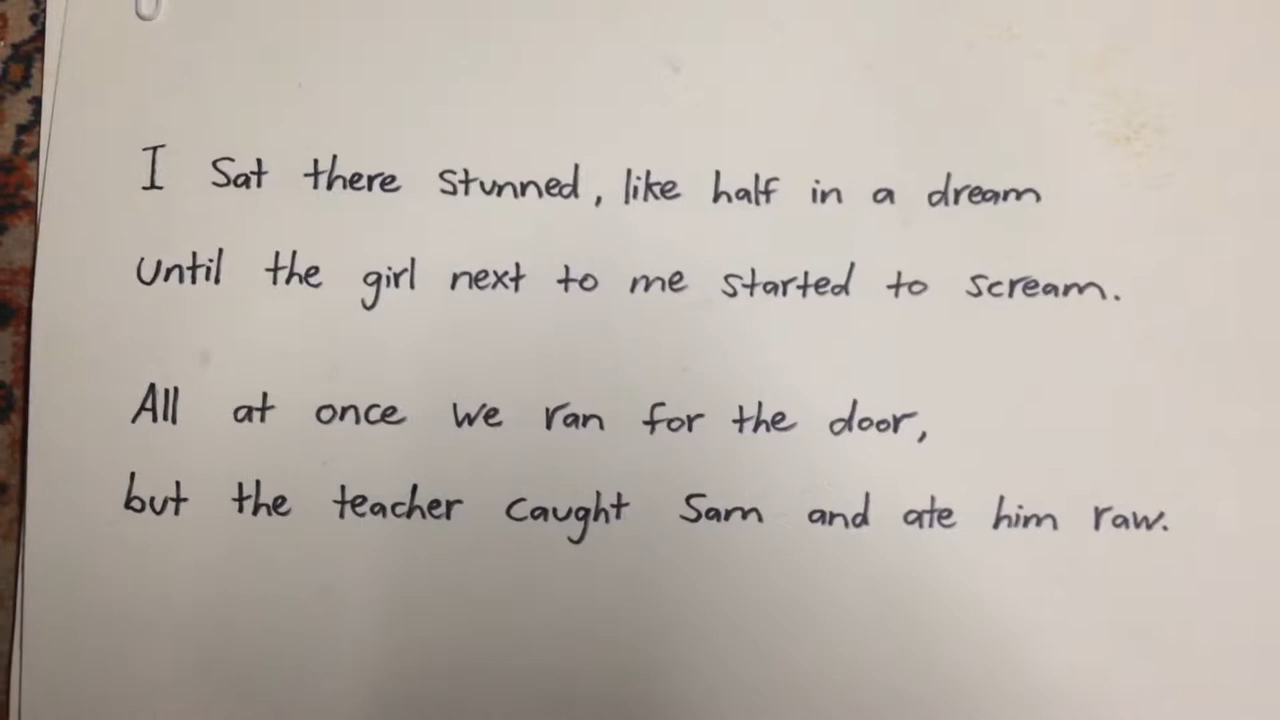 I sat there stunned, like half in a dream
until the girl next to me started to scream.
All at once we ran for the door,
but the teacher caught Sam and ate him raw.